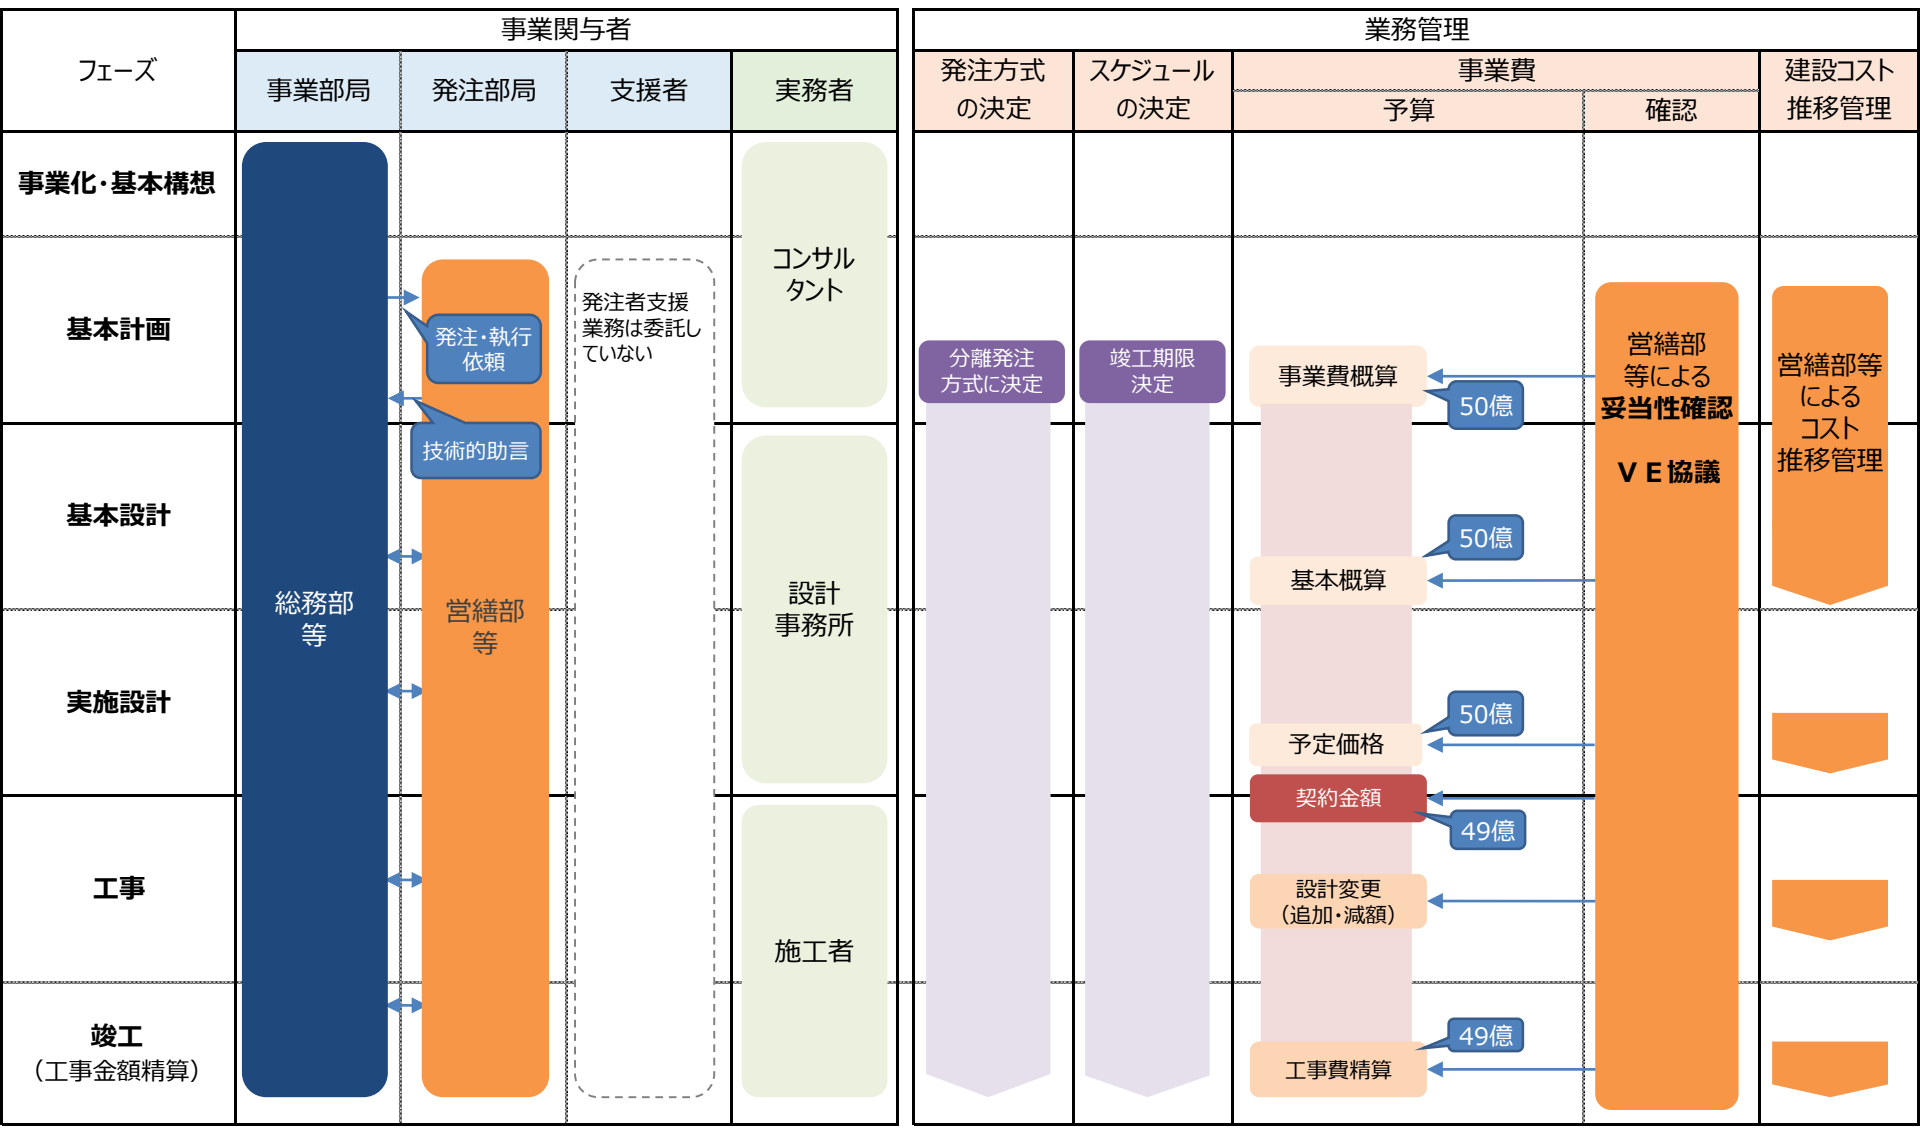 フェーズ
事業関与者
事業部局
発注部局
支援者
実務者
業務管理
発注方式
の決定
スケジュール
の決定
事業費
予算
確認
建設コスト
推移管理
事業化・基本構想
基本計画
基本設計
実施設計
工事
竣工
（工事金額精算）
総務部
等
発注・執行
依頼
技術的助言
営繕部
等
発注者支援
業務は委託し
ていない
コンサル
タント
設計
事務所
施工者
分離発注
方式に決定
竣工期限
決定
事業費概算
50億
基本概算
50億
予定価格
50億
契約金額
49億
設計変更
（追加・減額）
工事費精算
49億
営繕部
等による
妥当性確認
ＶＥ協議
営繕部等
による
コスト
推移管理